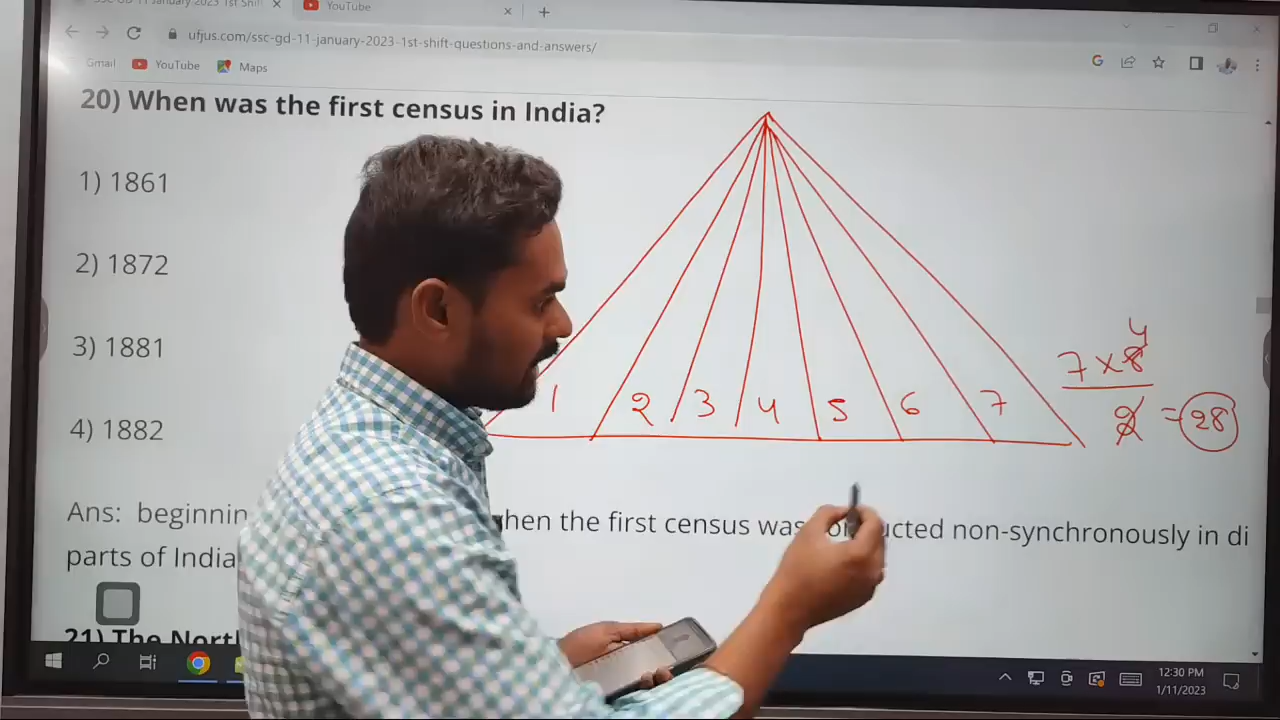 YouTube
ufjus.com/ssc-gd-11-january-2023-1st-shift-questions-and-answers/
Gmail YouTube Maps
20) When was the first census in India?
1) 1861
2) 1872
3) 1881
4) 1882
1 2 3 4 5 6 7
7 × 8 4
2 = 28
Ans: beginnin when the first census was conducted non-synchronously in di
parts of India
21) The Nort
12:30 PM
1/11/2023